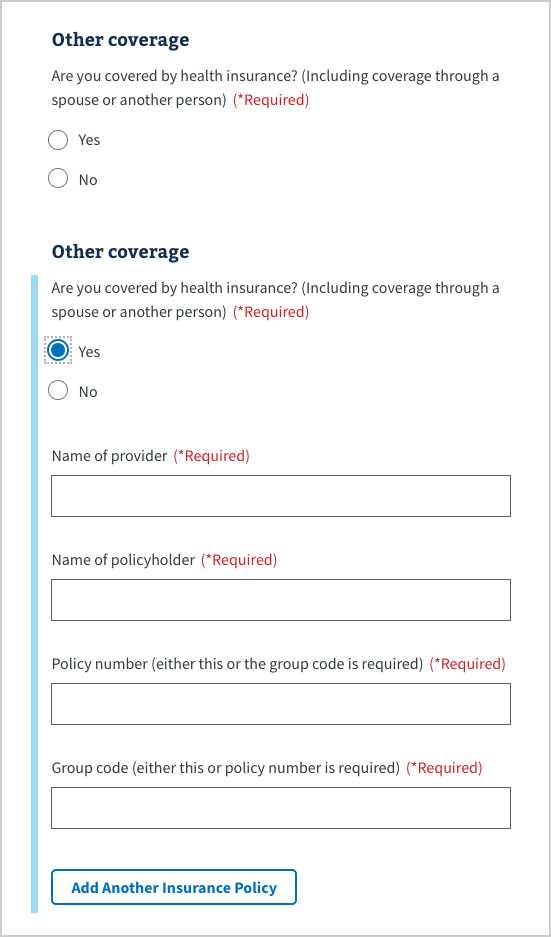 Other coverage
Are you covered by health insurance? (Including coverage through a
spouse or another person) (*Required)
Yes
No
Other coverage
Are you covered by health insurance? (Including coverage through a
spouse or another person) (*Required)
Yes
No
Name of provider (*Required)
Name of policyholder (*Required)
Policy number (either this or the group code is required) (*Required)
Group code (either this or policy number is required) (*Required)
Add Another Insurance Policy